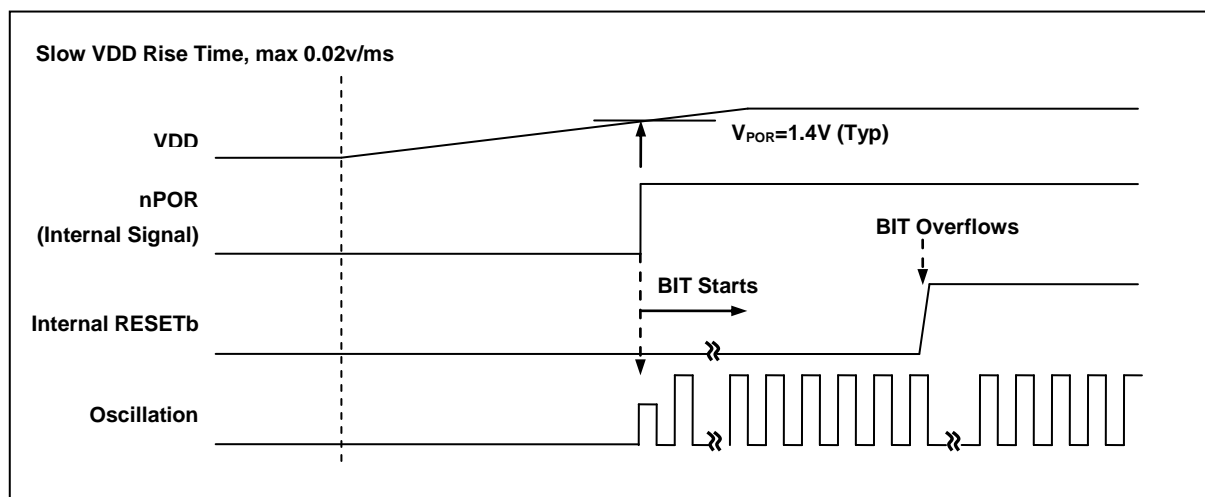 Slow VDD Rise Time, max 0.02v/ms
VDD
VPOR=1.4V (Typ)
nPOR
(Internal Signal)
BIT Overflows
BIT Starts
Internal RESETb
Oscillation